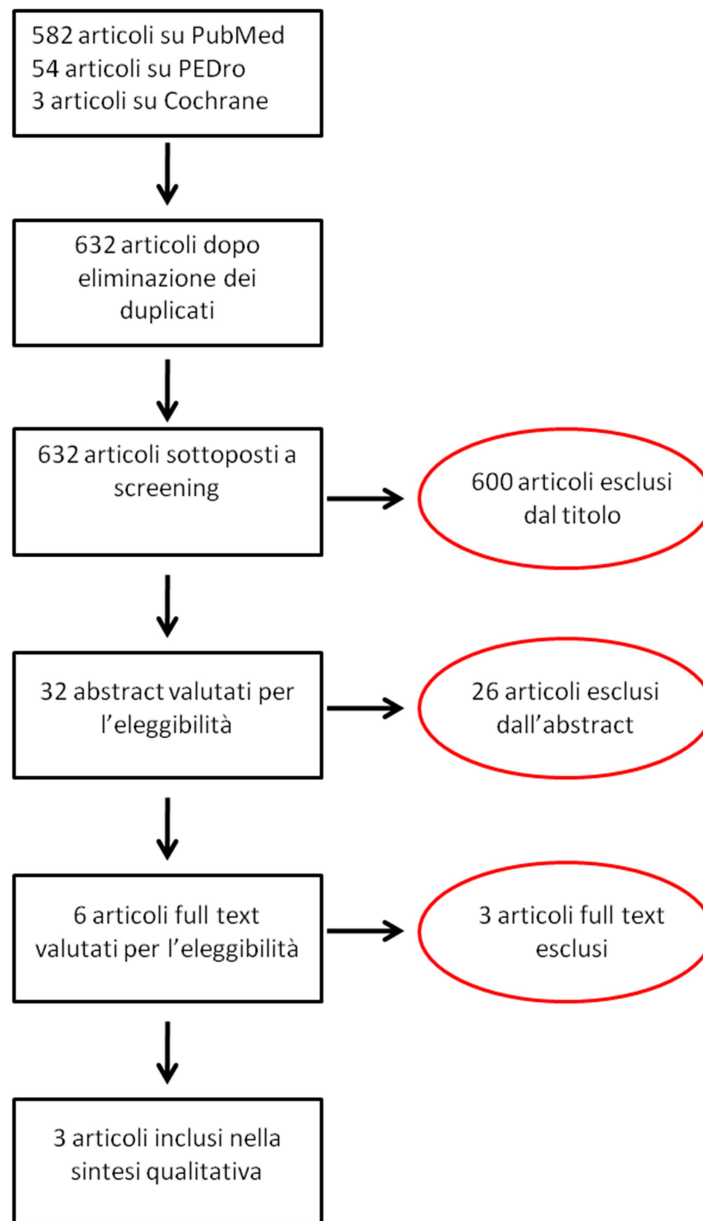 582 articoli su PubMed
54 articoli su PEDro
3 articoli su Cochrane
632 articoli dopo
eliminazione dei
duplicati
632 articoli sottoposti a
screening
600 articoli esclusi
dal titolo
32 abstract valutati per
l'eleggibilità
26 articoli esclusi
dall'abstract
6 articoli full text
valutati per l'eleggibilità
3 articoli full text
esclusi
3 articoli inclusi nella
sintesi qualitativa